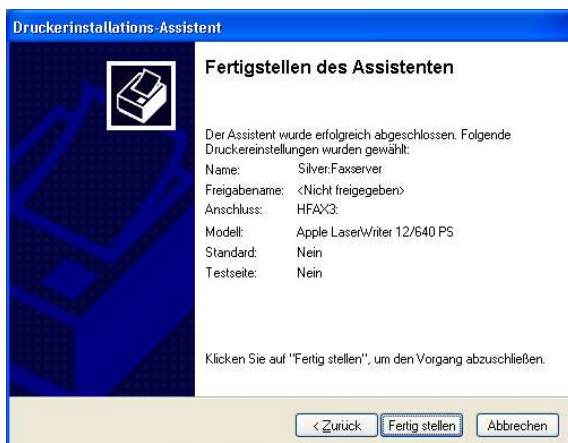 Druckerinstallations-Assistent
Fertigstellen des Assistenten
Der Assistent wurde erfolgreich abgeschlossen. Folgende
Druckereinstellungen wurden gewählt:
Name: Silver:Faxserver
Freigabename: <Nicht freigegeben>
Anschluss: HFAX3:
Modell: Apple LaserWriter 12/640 PS
Standard: Nein
Testseite: Nein
Klicken Sie auf "Fertig stellen", um den Vorgang abzuschließen.
< Zurück Fertig stellen Abbrechen